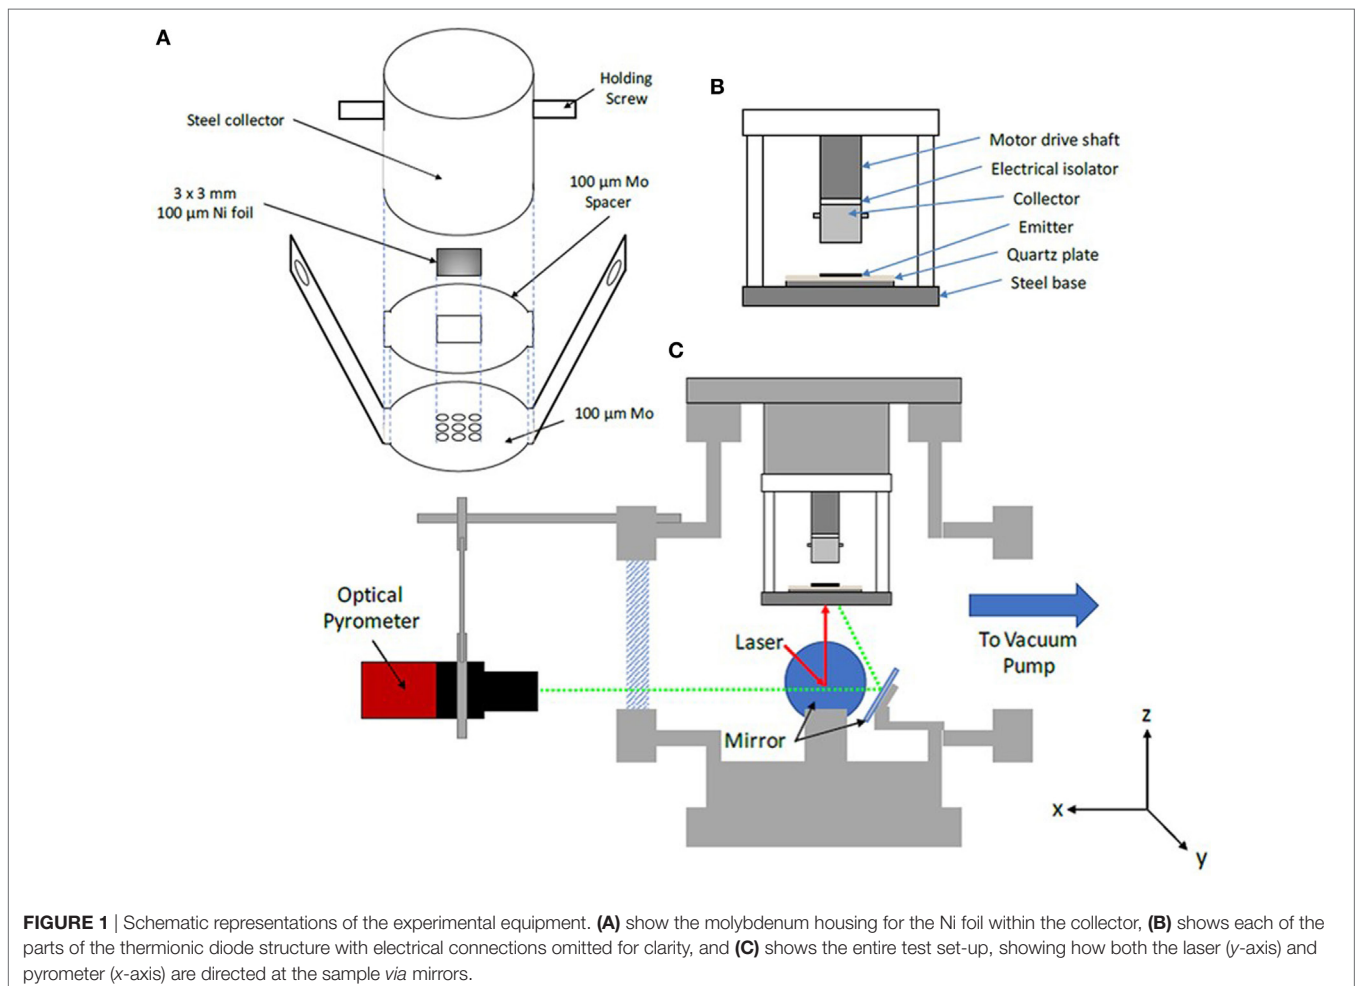 A
Holding
Screw
Steel collector
3 x 3 mm
100 µm Ni foil
100 µm Mo
Spacer
100 µm Mo
B
Motor drive shaft
Electrical isolator
Collector
Emitter
Quartz plate
Steel base
C
Optical
Pyrometer
Laser
Mirror
To Vacuum
Pump
z
x
y
FIGURE 1 | Schematic representations of the experimental equipment. (A) show the molybdenum housing for the Ni foil within the collector, (B) shows each of the
parts of the thermionic diode structure with electrical connections omitted for clarity, and (C) shows the entire test set-up, showing how both the laser (y-axis) and
pyrometer (x-axis) are directed at the sample via mirrors.